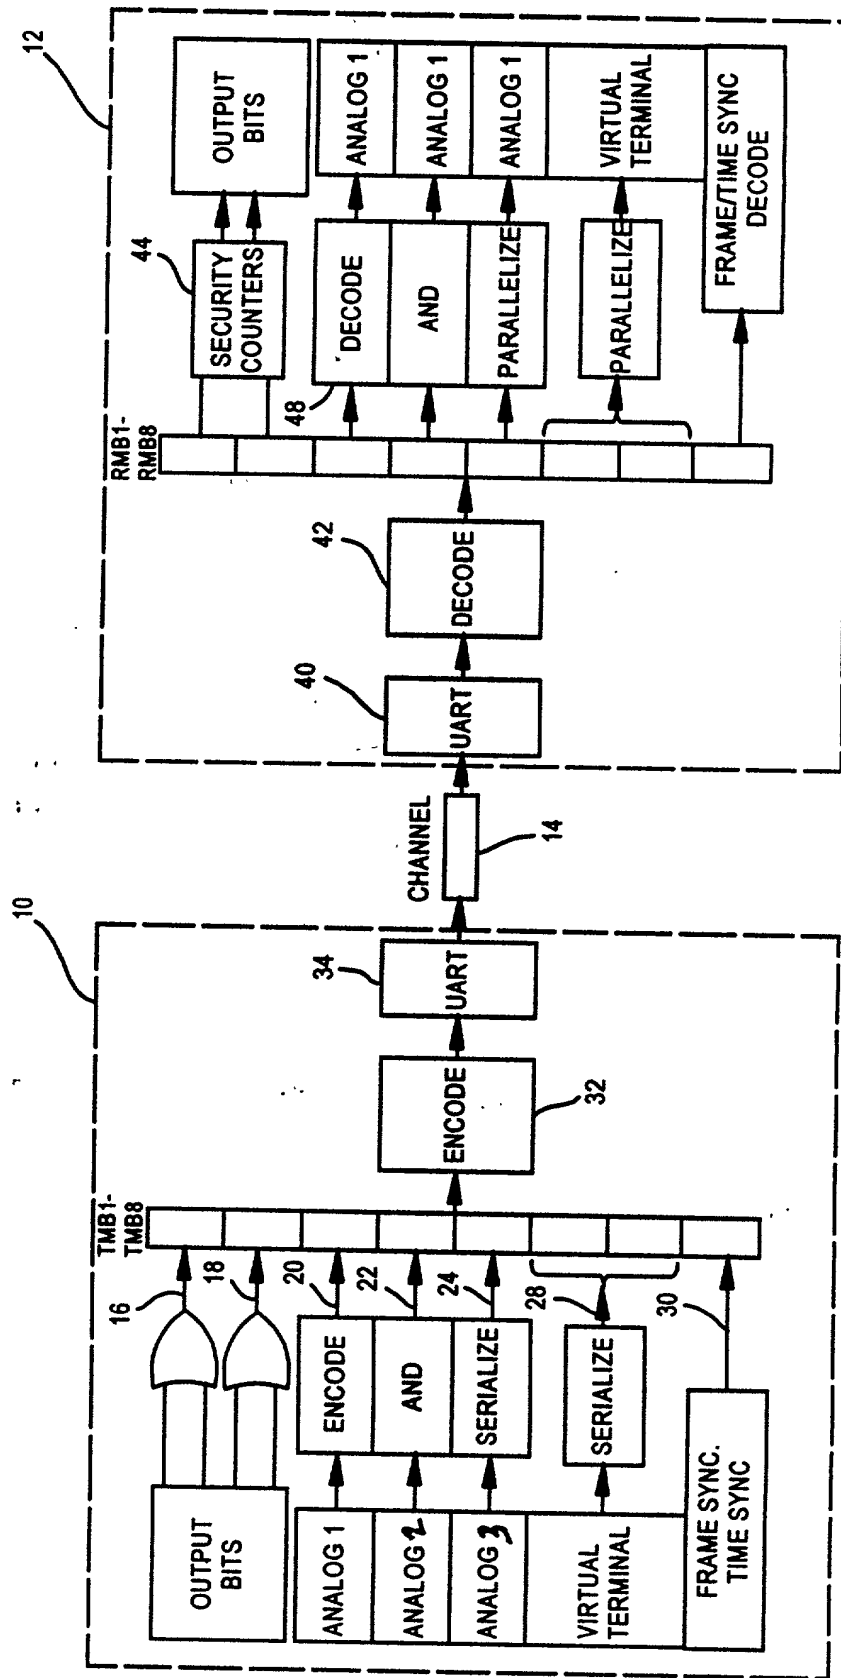 10
OUTPUT
BITS
16
18
TMB1-
TMB8
ANALOG 1
ANALOG 2
ANALOG 3
ENCODE
AND
SERIALIZE
20
22
24
VIRTUAL
TERMINAL
SERIALIZE
28
FRAME SYNC.
TIME SYNC
30
ENCODE
32
UART
34
CHANNEL
14
12
UART
40
DECODE
42
RMB1-
RMB8
SECURITY
COUNTERS
44
OUTPUT
BITS
48
DECODE
AND
PARALLELIZE
ANALOG 1
ANALOG 1
ANALOG 1
PARALLELIZE
VIRTUAL
TERMINAL
FRAME/TIME SYNC
DECODE